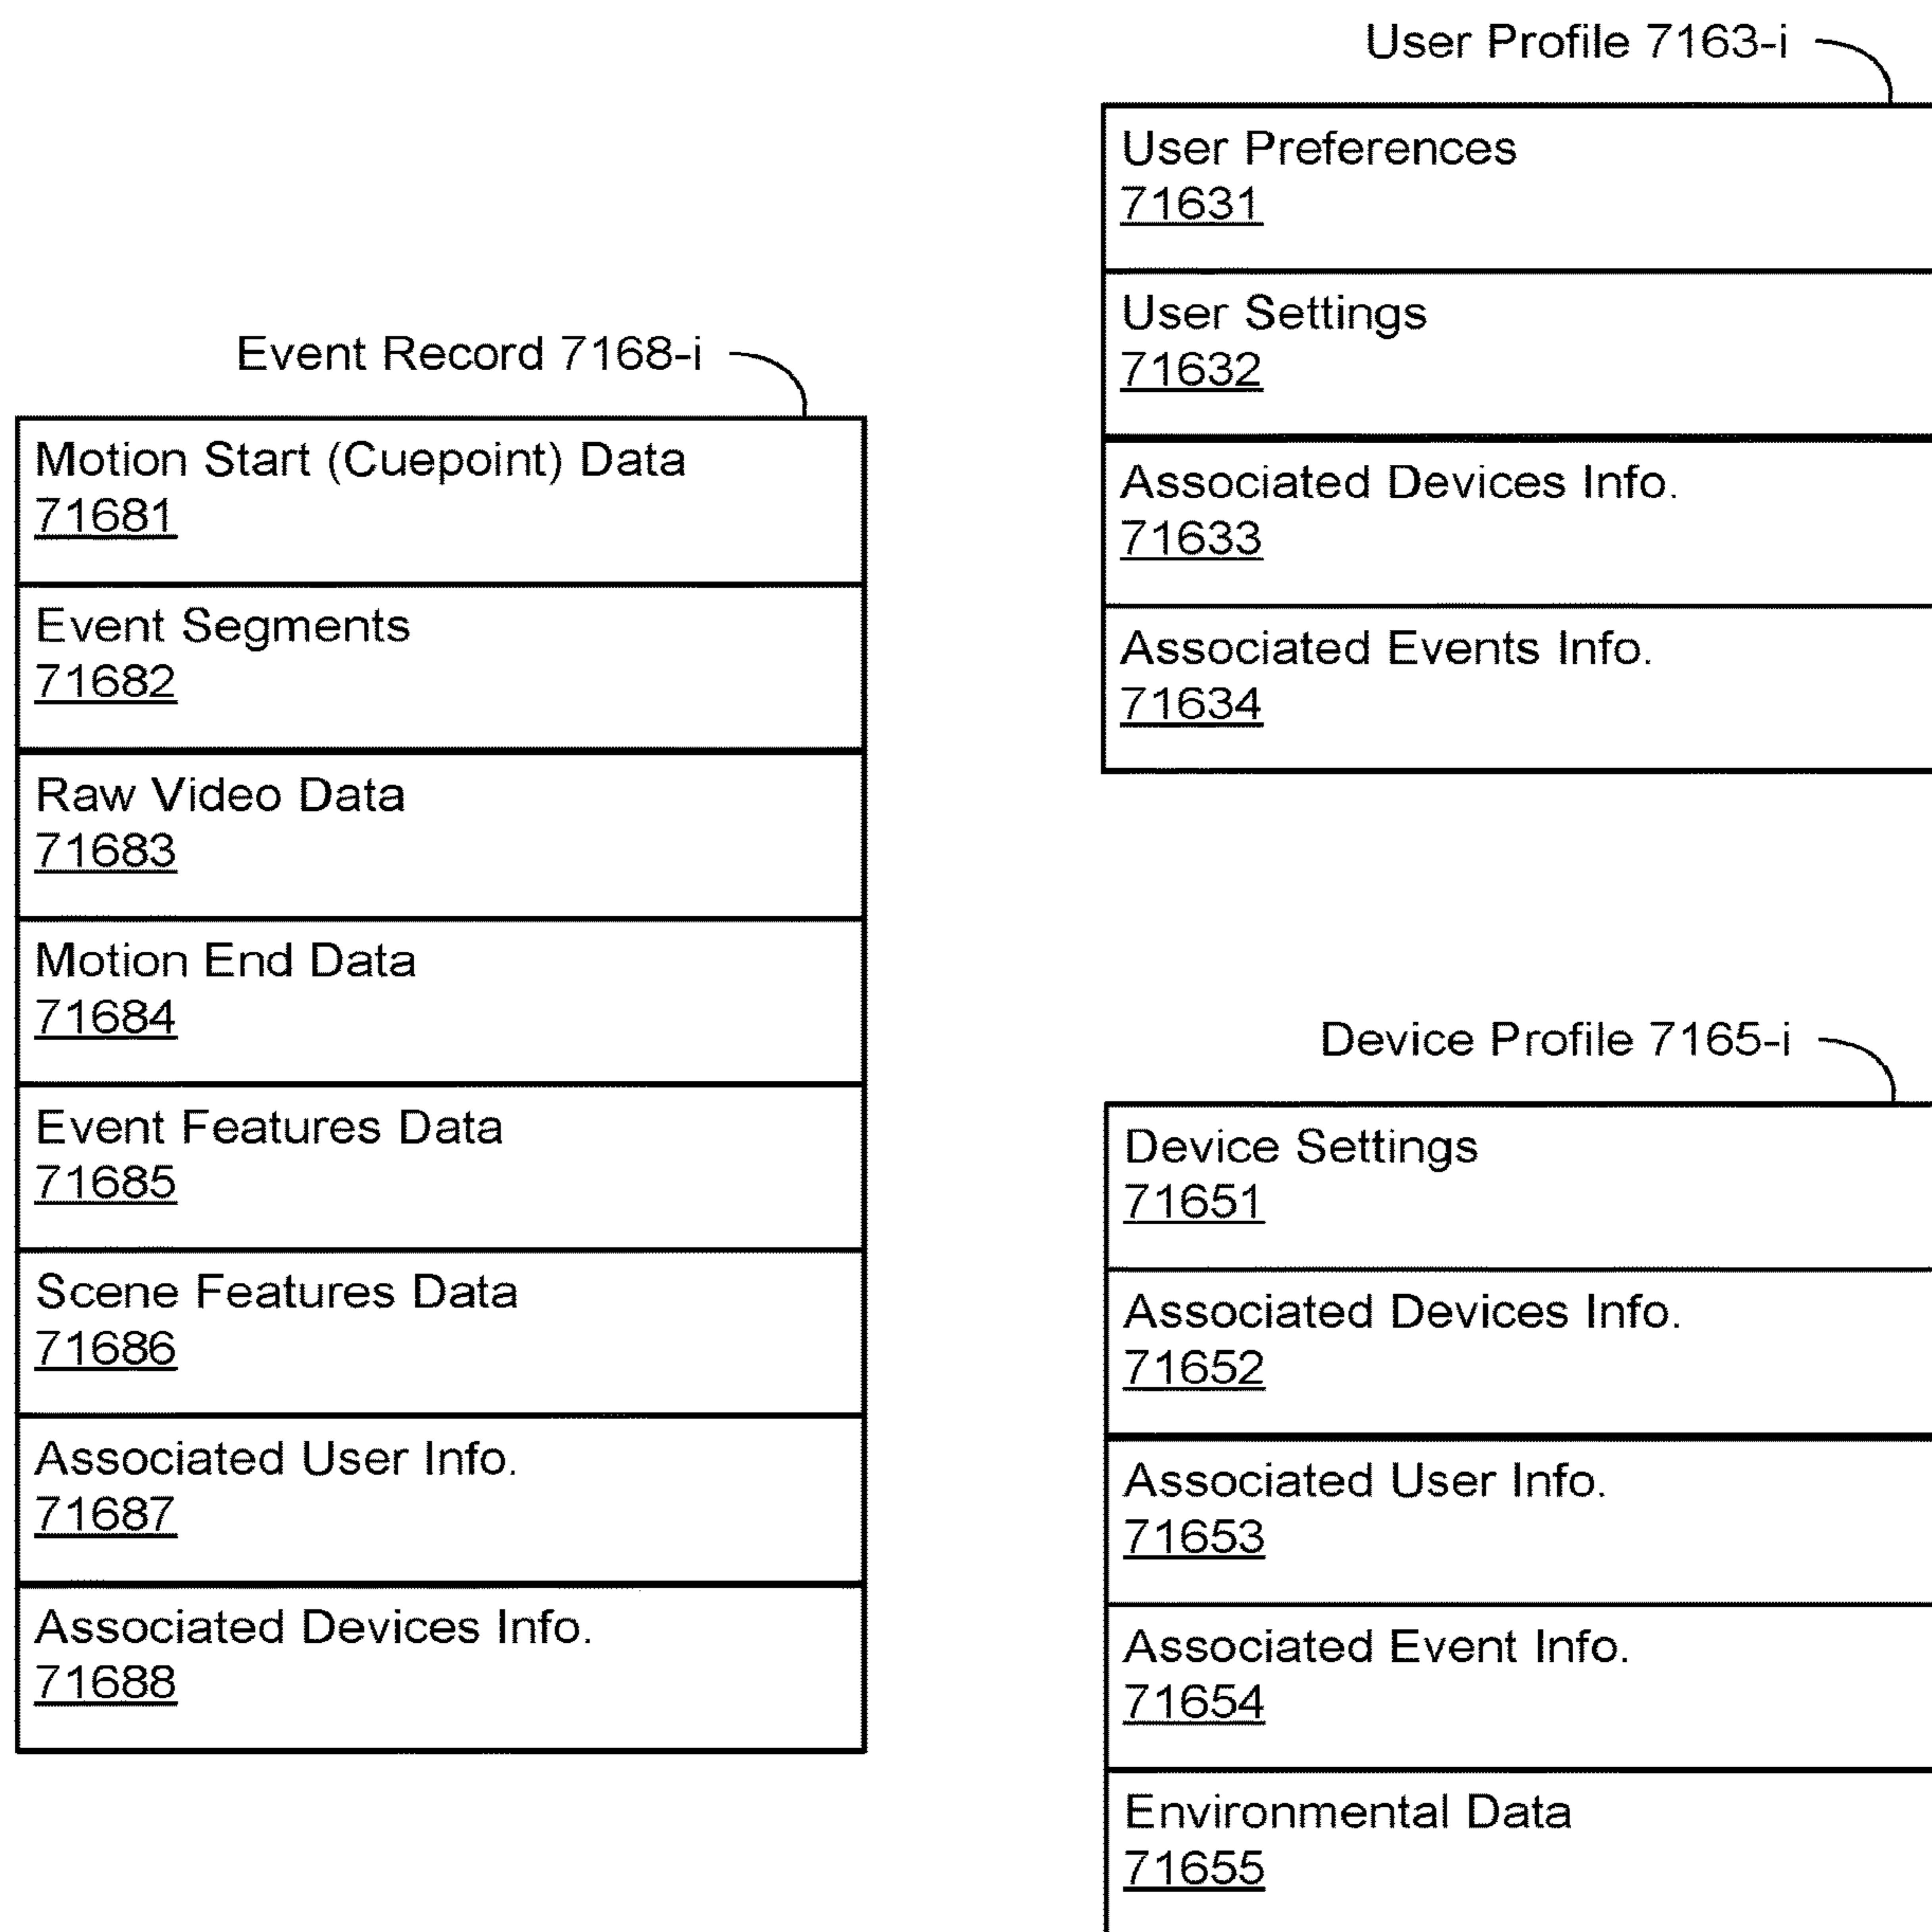 User Profile 7163-i
User Preferences
71631
User Settings
71632
Associated Devices Info.
71633
Associated Events Info.
71634
Event Record 7168-i
Motion Start (Cuepoint) Data
71681
Event Segments
71682
Raw Video Data
71683
Motion End Data
71684
Event Features Data
71685
Scene Features Data
71686
Associated User Info.
71687
Associated Devices Info.
71688
Device Profile 7165-i
Device Settings
71651
Associated Devices Info.
71652
Associated User Info.
71653
Associated Event Info.
71654
Environmental Data
71655